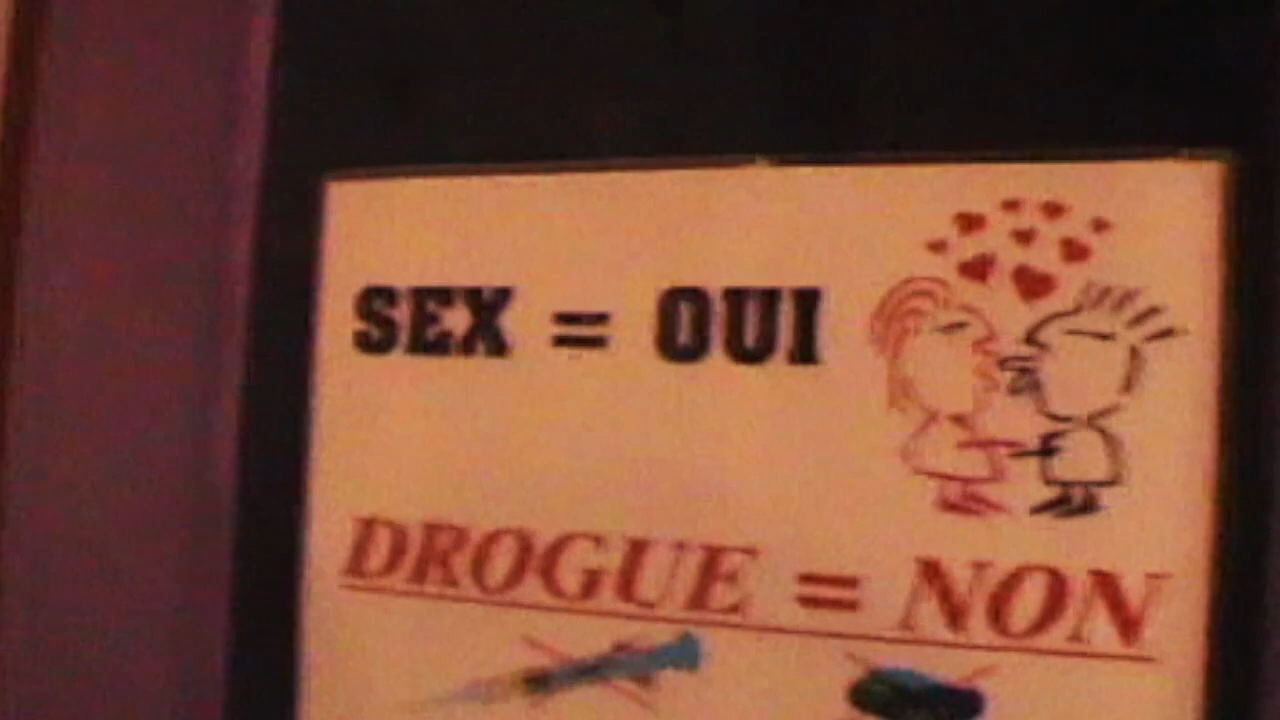 SEX = OUI
DROGUE = NON